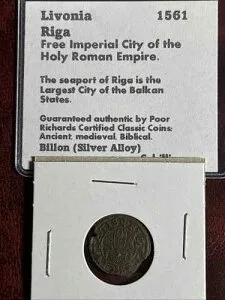 Livonia 1561
Riga
Free Imperial City of the
Holy Roman Empire.
The seaport of Riga is the
Largest City of the Balkan
States.
Guaranteed authentic by Poor
Richards Certified Classic Coins:
Ancient, medieval, Biblical.
Billon (Silver Alloy)